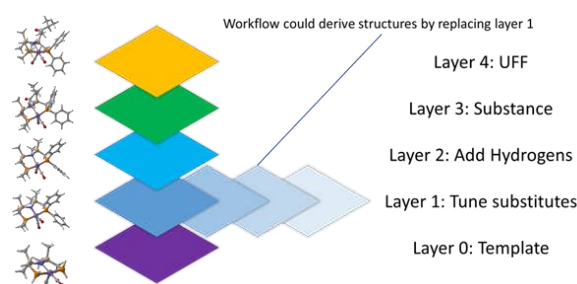 Workflow could derive structures by replacing layer 1
Layer 4: UFF
Layer 3: Substance
Layer 2: Add Hydrogens
Layer 1: Tune substitutes
Layer 0: Template